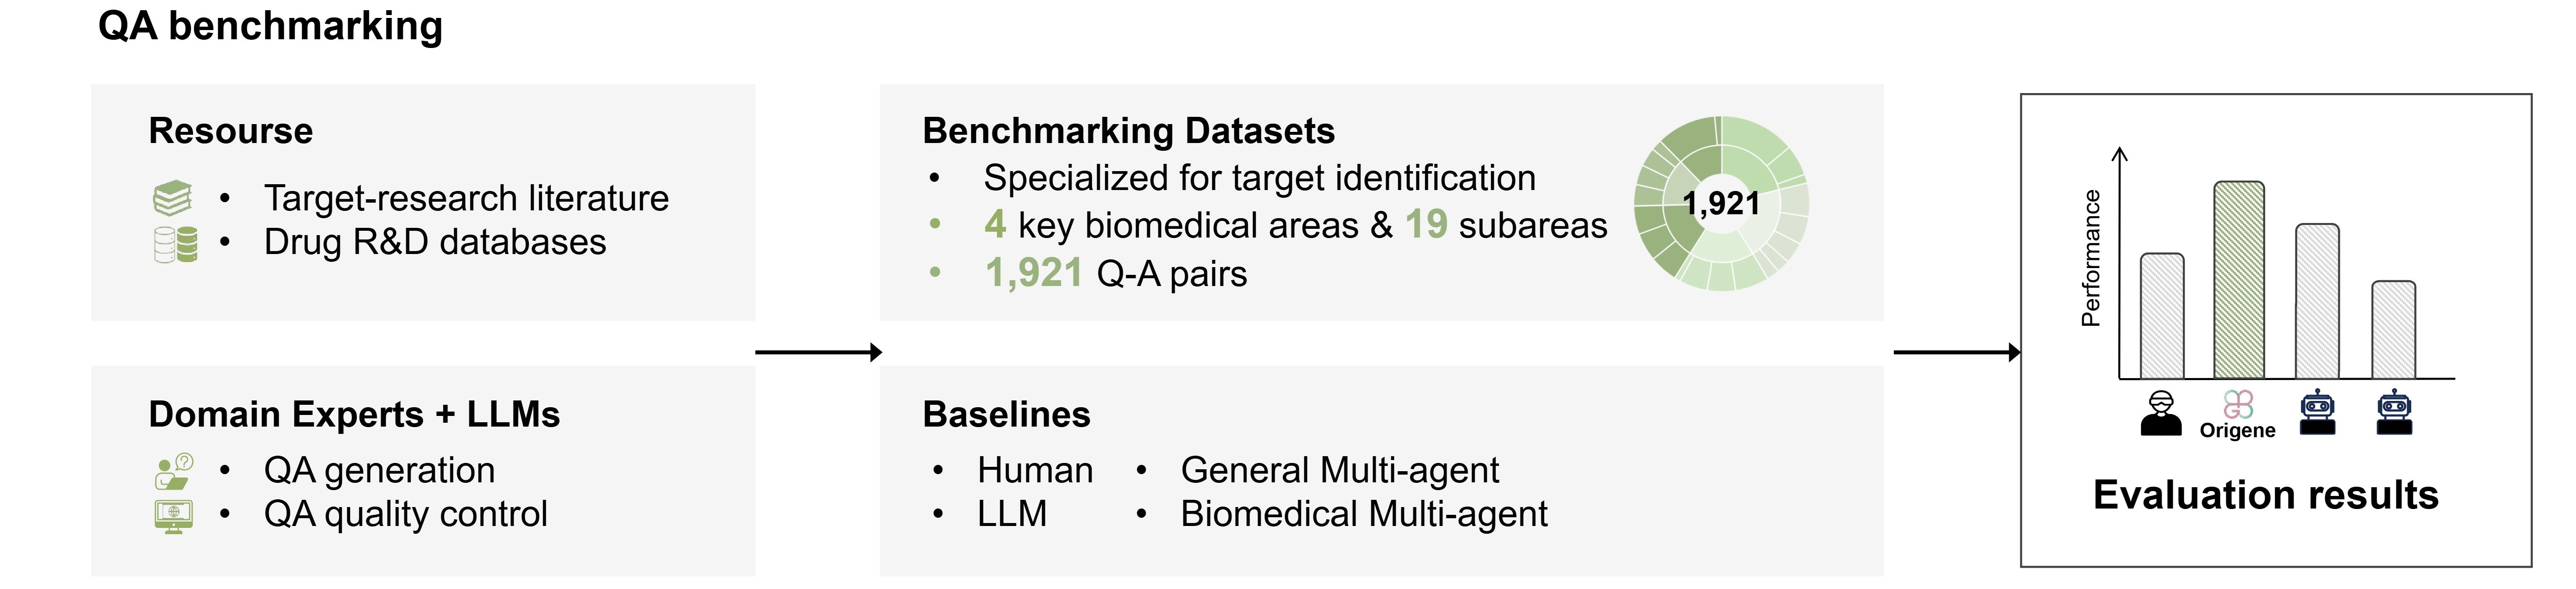 QA benchmarking
Resourse
• Target-research literature
• Drug R&D databases
Domain Experts + LLMs
• QA generation
• QA quality control
Benchmarking Datasets
• Specialized for target identification
• 4 key biomedical areas & 19 subareas
• 1,921 Q-A pairs
1,921
Baselines
• Human
• LLM
• General Multi-agent
• Biomedical Multi-agent
Performance
Origene
Evaluation results